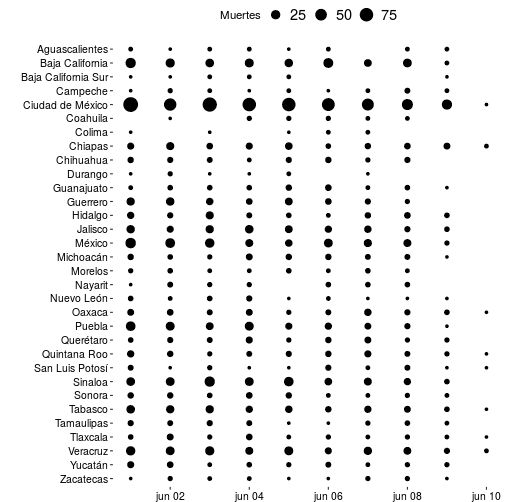 Muertes 25 50 75
Aguascalientes
Baja California
Baja California Sur
Campeche
Ciudad de México
Coahuila
Colima
Chiapas
Chihuahua
Durango
Guanajuato
Guerrero
Hidalgo
Jalisco
México
Michoacán
Morelos
Nayarit
Nuevo León
Oaxaca
Puebla
Querétaro
Quintana Roo
San Luis Potosí
Sinaloa
Sonora
Tabasco
Tamaulipas
Tlaxcala
Veracruz
Yucatán
Zacatecas
jun 02 jun 04 jun 06 jun 08 jun 10